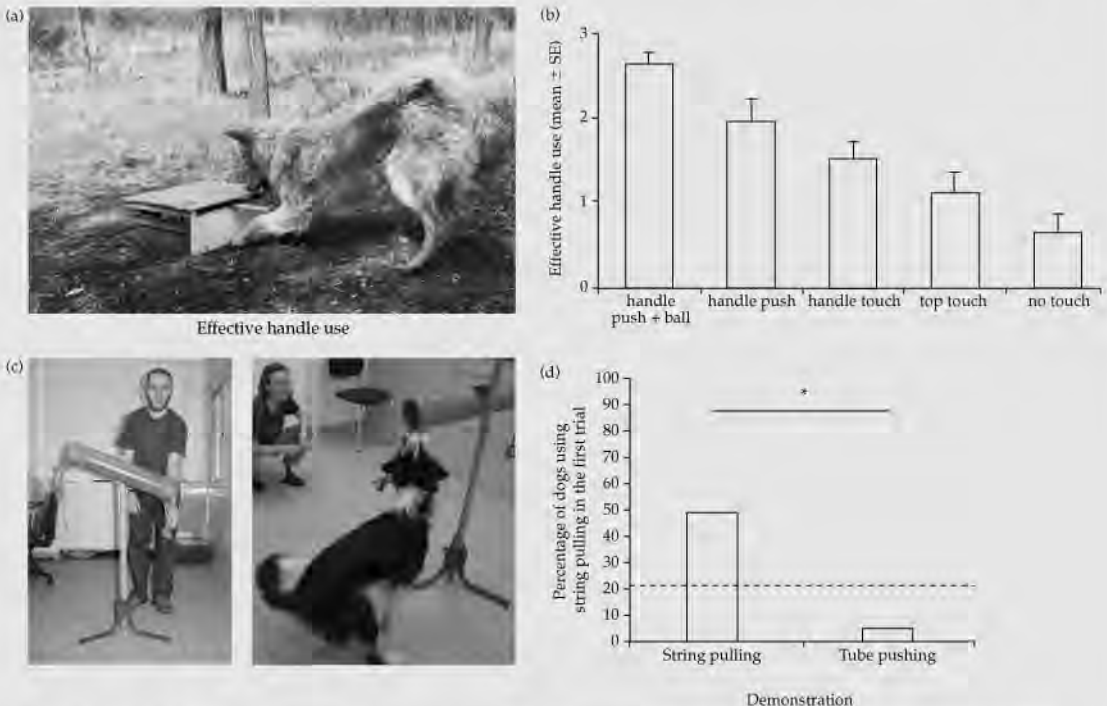 (a)
Effective handle use
(b)
Effective handle use (mean ± SE)
3
2
1
0
handle
push + ball
handle push
handle touch
top touch
no touch
(c)
(d)
Percentage of dogs using
string pulling in the first trial
100
90
80
70
60
50
40
30
20
10
0
*
String pulling
Tube pushing
Demonstration